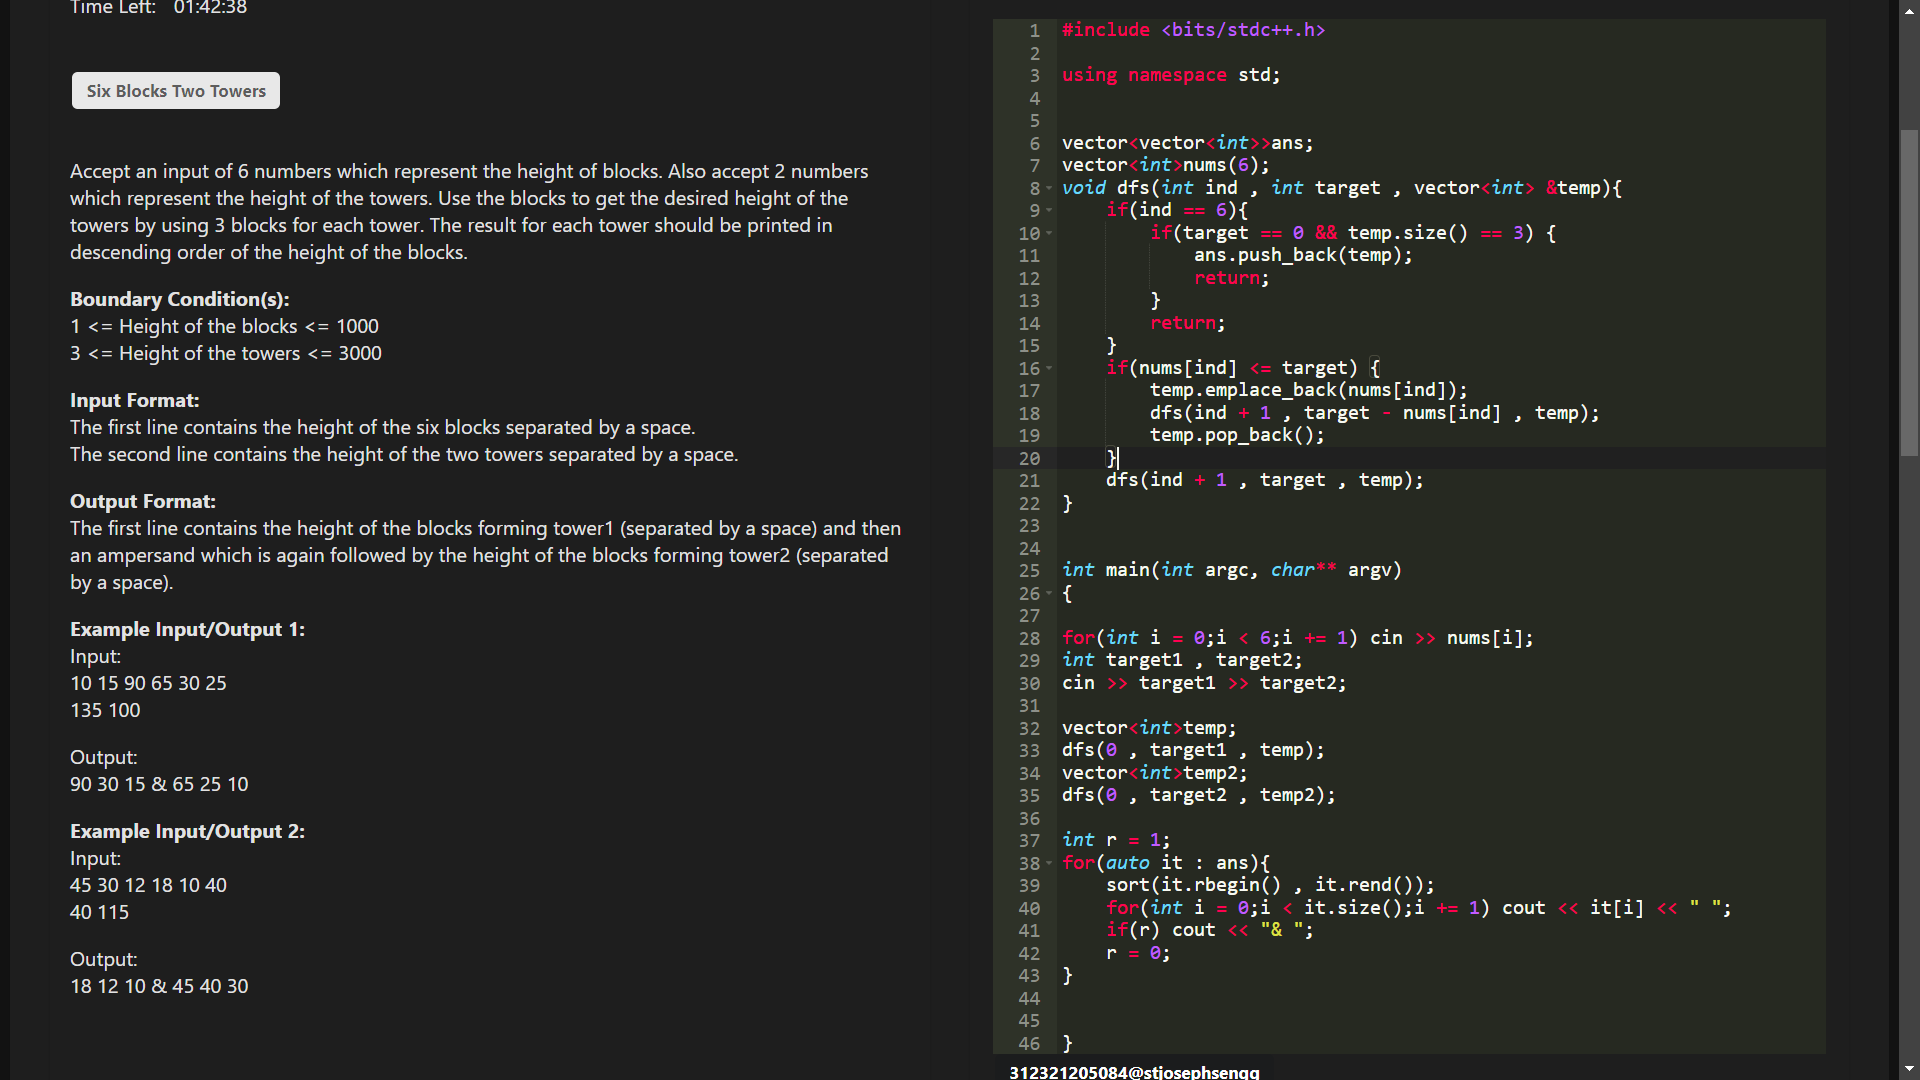 Time Left: 01:42:38
Six Blocks Two Towers
Accept an input of 6 numbers which represent the height of blocks. Also accept 2 numbers
which represent the height of the towers. Use the blocks to get the desired height of the
towers by using 3 blocks for each tower. The result for each tower should be printed in
descending order of the height of the blocks.
Boundary Condition(s):
1 <= Height of the blocks <= 1000
3 <= Height of the towers <= 3000
Input Format:
The first line contains the height of the six blocks separated by a space.
The second line contains the height of the two towers separated by a space.
Output Format:
The first line contains the height of the blocks forming tower1 (separated by a space) and then
an ampersand which is again followed by the height of the blocks forming tower2 (separated
by a space).
Example Input/Output 1:
Input:
10 15 90 65 30 25
135 100
Output:
90 30 15 & 65 25 10
Example Input/Output 2:
Input:
45 30 12 18 10 40
40 115
Output:
18 12 10 & 45 40 30
1 #include <bits/stdc++.h>
2
3 using namespace std;
4
5
6 vector<vector<int>>ans;
7 vector<int>nums(6);
8 void dfs(int ind , int target , vector<int> &temp){
9     if(ind == 6){
10         if(target == 0 && temp.size() == 3) {
11             ans.push_back(temp);
12             return;
13         }
14         return;
15     }
16     if(nums[ind] <= target) {
17         temp.emplace_back(nums[ind]);
18         dfs(ind + 1 , target - nums[ind] , temp);
19         temp.pop_back();
20     }
21     dfs(ind + 1 , target , temp);
22 }
23
24
25 int main(int argc, char** argv)
26 {
27
28 for(int i = 0;i < 6;i += 1) cin >> nums[i];
29 int target1 , target2;
30 cin >> target1 >> target2;
31
32 vector<int>temp;
33 dfs(0 , target1 , temp);
34 vector<int>temp2;
35 dfs(0 , target2 , temp2);
36
37 int r = 1;
38 for(auto it : ans){
39     sort(it.rbegin() , it.rend());
40     for(int i = 0;i < it.size();i += 1) cout << it[i] << " ";
41     if(r) cout << "& ";
42     r = 0;
43 }
44
45
46 }
312321205084@stjosephsengg